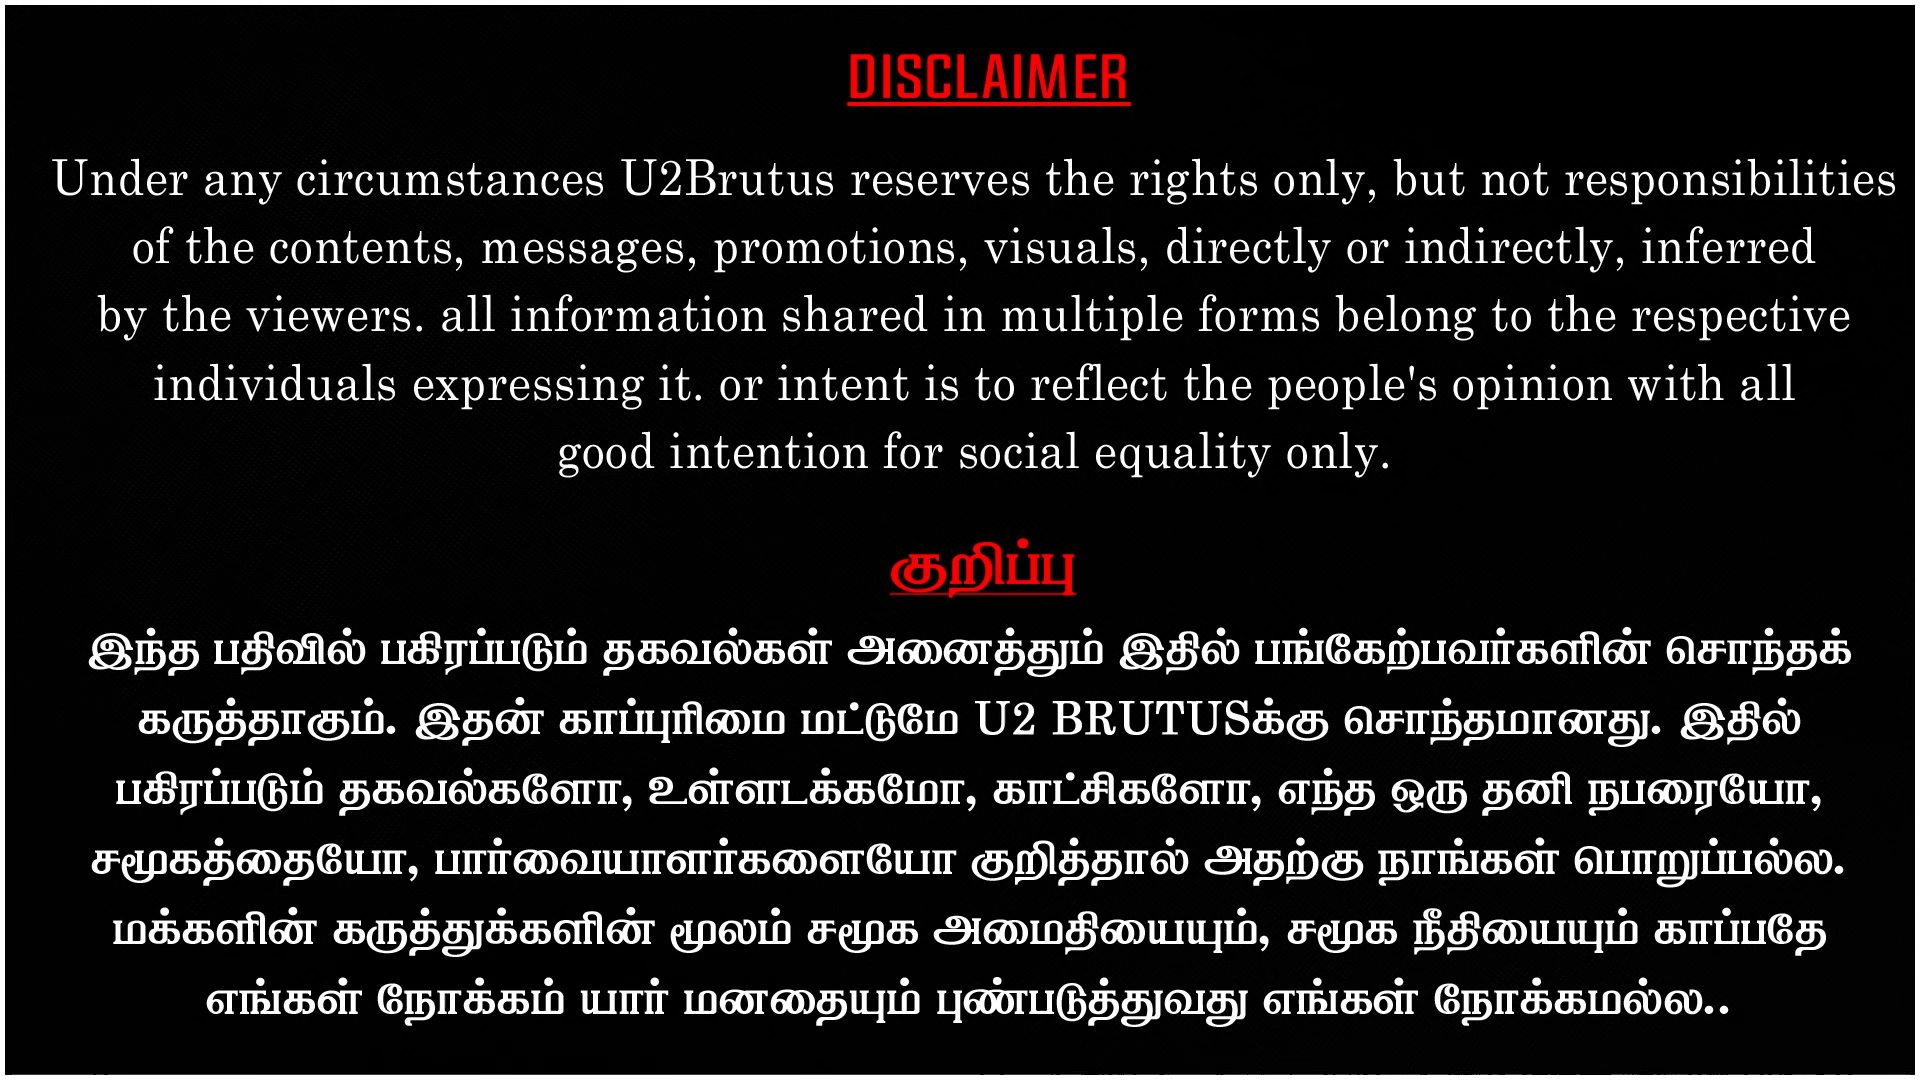 DISCLAIMER
Under any circumstances U2Brutus reserves the rights only, but not responsibilities
of the contents, messages, promotions, visuals, directly or indirectly, inferred
by the viewers. all information shared in multiple forms belong to the respective
individuals expressing it. or intent is to reflect the people's opinion with all
good intention for social equality only.
குறிப்பு
இந்த பதிவில் பகிரப்படும் தகவல்கள் அனைத்தும் இதில் பங்கேற்பவர்களின் சொந்தக்
கருத்தாகும். இதன் காப்புரிமை மட்டுமே U2 BRUTUSக்கு சொந்தமானது. இதில்
பகிரப்படும் தகவல்களோ, உள்ளடக்கமோ, காட்சிகளோ, எந்த ஒரு தனி நபரையோ,
சமூகத்தையோ, பார்வையாளர்களையோ குறித்தால் அதற்கு நாங்கள் பொறுப்பல்ல.
மக்களின் கருத்துக்களின் மூலம் சமூக அமைதியையும், சமூக நீதியையும் காப்பதே
எங்கள் நோக்கம் யார் மனதையும் புண்படுத்துவது எங்கள் நோக்கமல்ல..